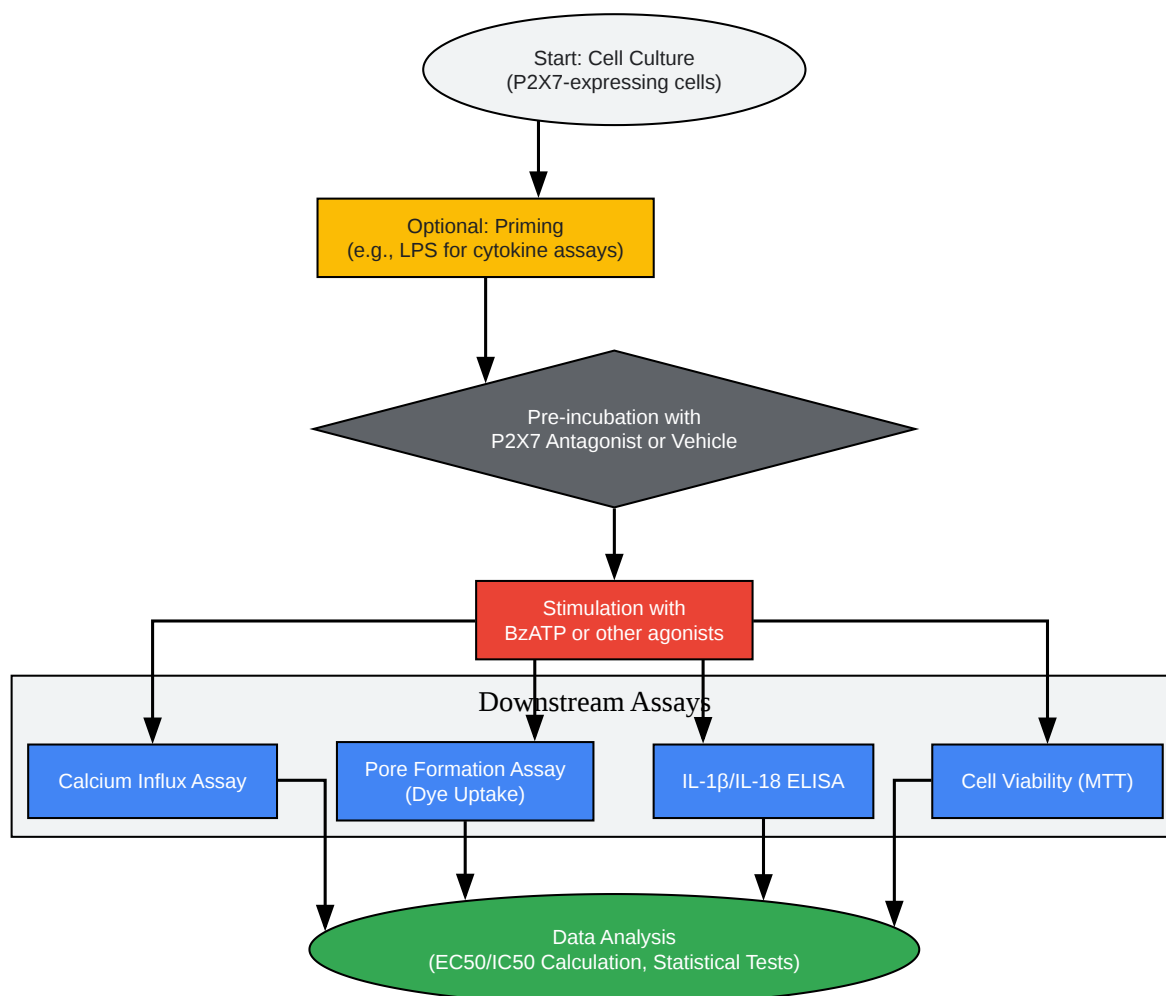 Start: Cell Culture
(P2X7-expressing cells)
Optional: Priming
(e.g., LPS for cytokine assays)
Pre-incubation with
P2X7 Antagonist or Vehicle
Stimulation with
BzATP or other agonists
Downstream Assays
Calcium Influx Assay
Pore Formation Assay
(Dye Uptake)
IL-1β/IL-18 ELISA
Cell Viability (MTT)
Data Analysis
(EC50/IC50 Calculation, Statistical Tests)